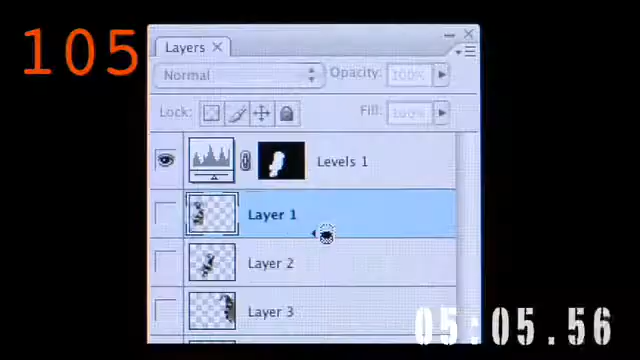 105
Layers
Normal
Opacity: 100%
Lock:
Fill: 100%
Levels 1
Layer 1
Layer 2
Layer 3
05:05.56